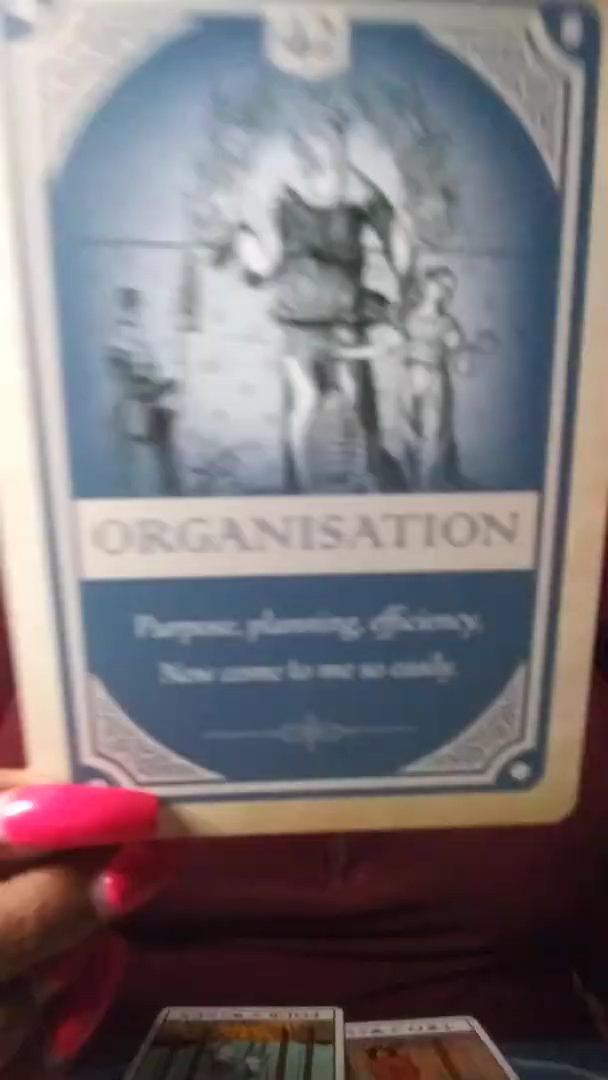 ORGANISATION
Purpose, planning, efficiency,
Now come to me so easily.